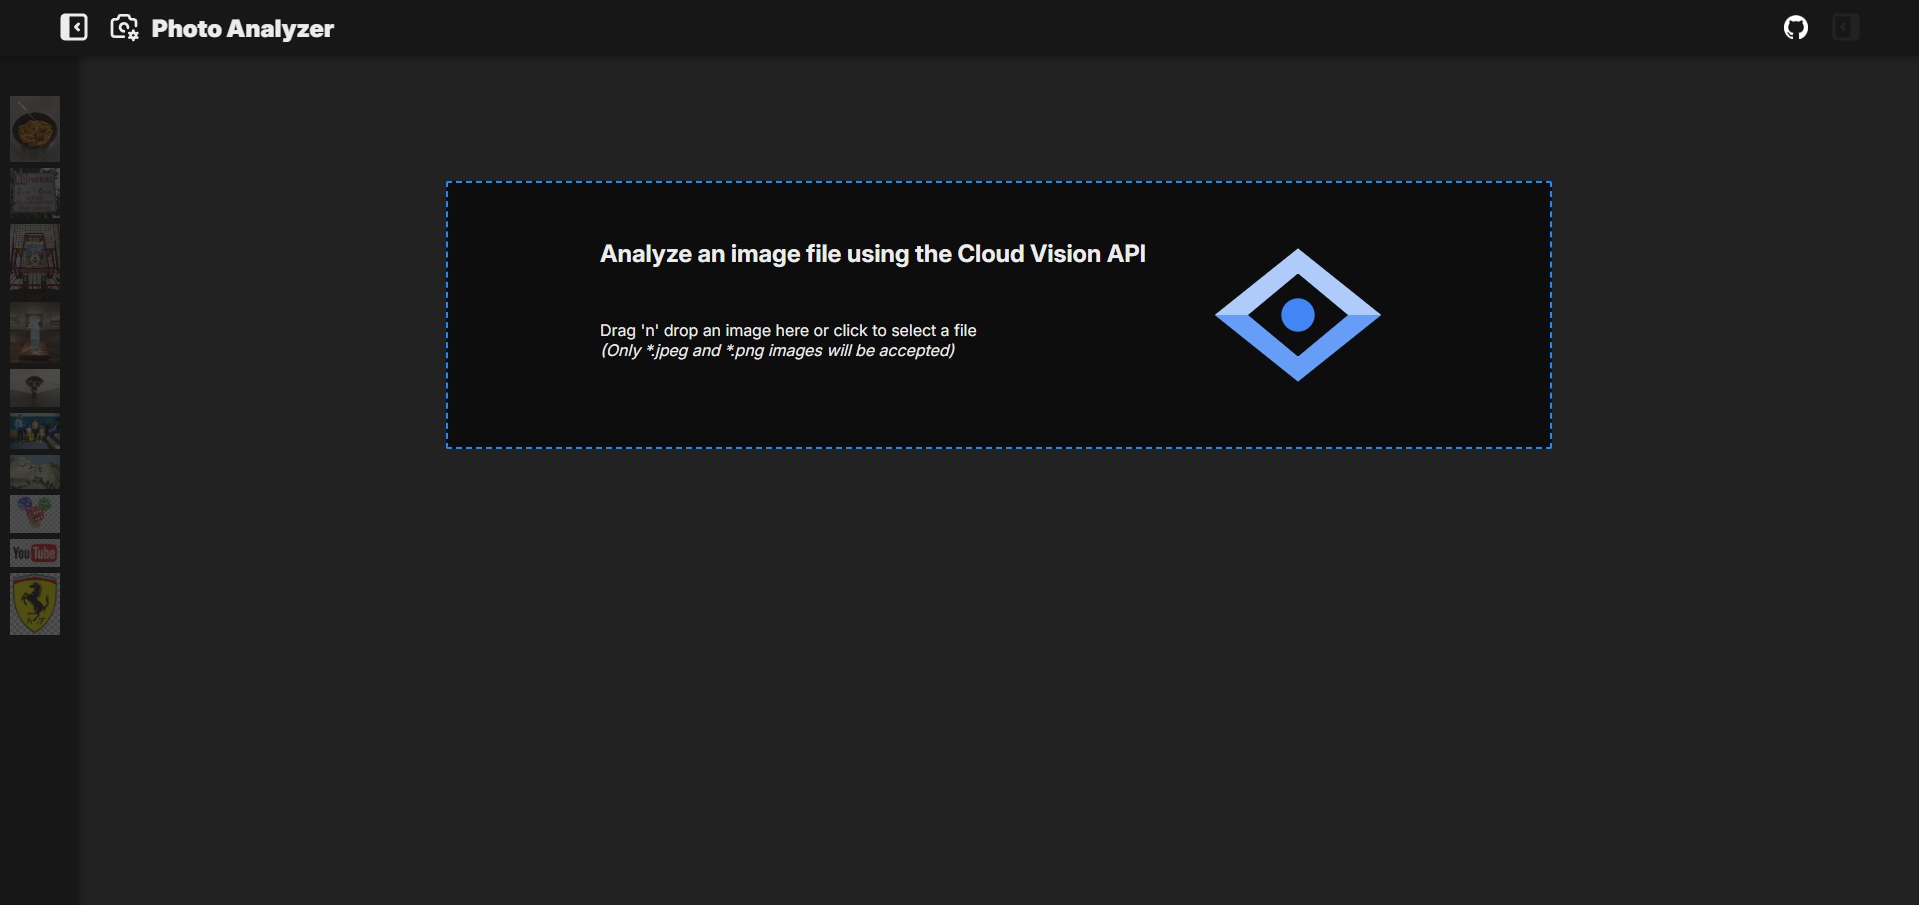 Photo Analyzer
Analyze an image file using the Cloud Vision API
Drag 'n' drop an image here or click to select a file
(Only *.jpeg and *.png images will be accepted)
YouTube